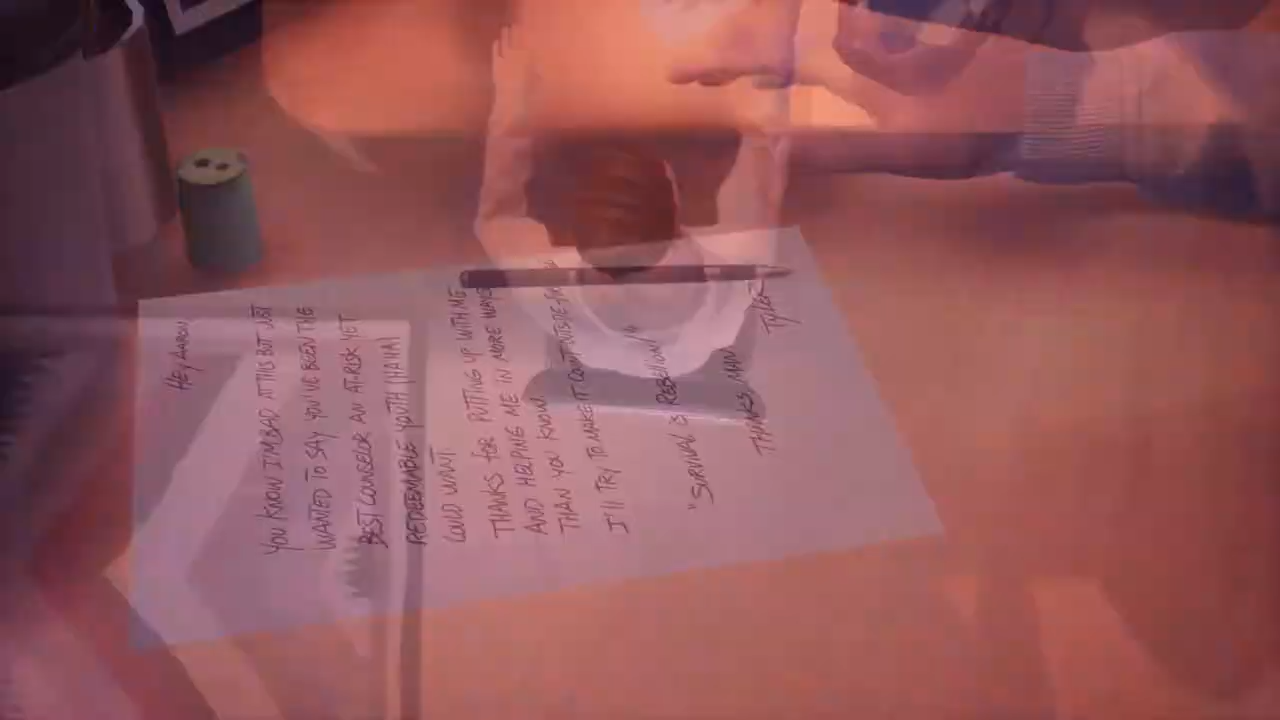 HEY AARON
YOU KNOW I'M BAD AT THIS BUT JUST
WANTED TO SAY YOU'VE BEEN THE
BEST COUNSELOR AN AT-RISK YET
REDEEMABLE YOUTH (HAHA)
COULD WANT
THANKS FOR PUTTING UP WITH ME
AND HELPING ME IN MORE WAYS
THAN YOU KNOW.
I'll TRY TO MAKE IT COUNT OUTSIDE
"SURVIVAL IS REBELLION"
THANKS MAN
TYLER